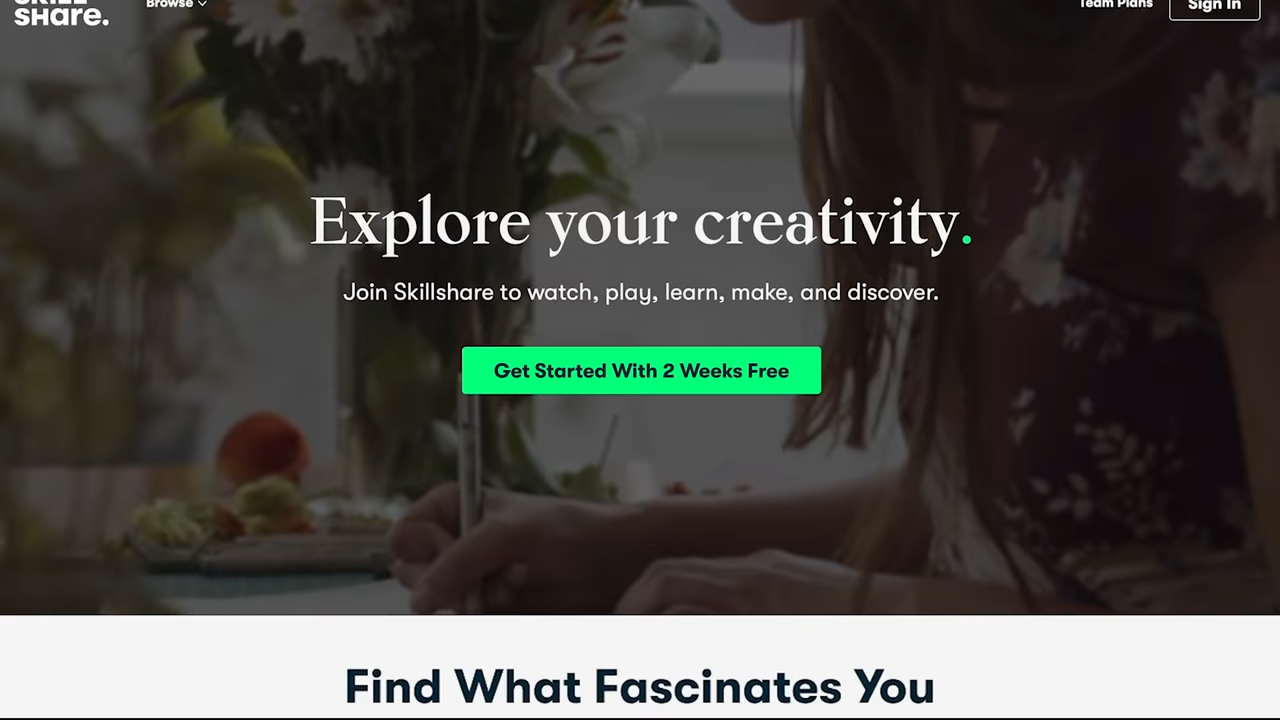 SKILL
SHare.
Browse
Team Plans
Sign In
Explore your creativity.
Join Skillshare to watch, play, learn, make, and discover.
Get Started With 2 Weeks Free
Find What Fascinates You